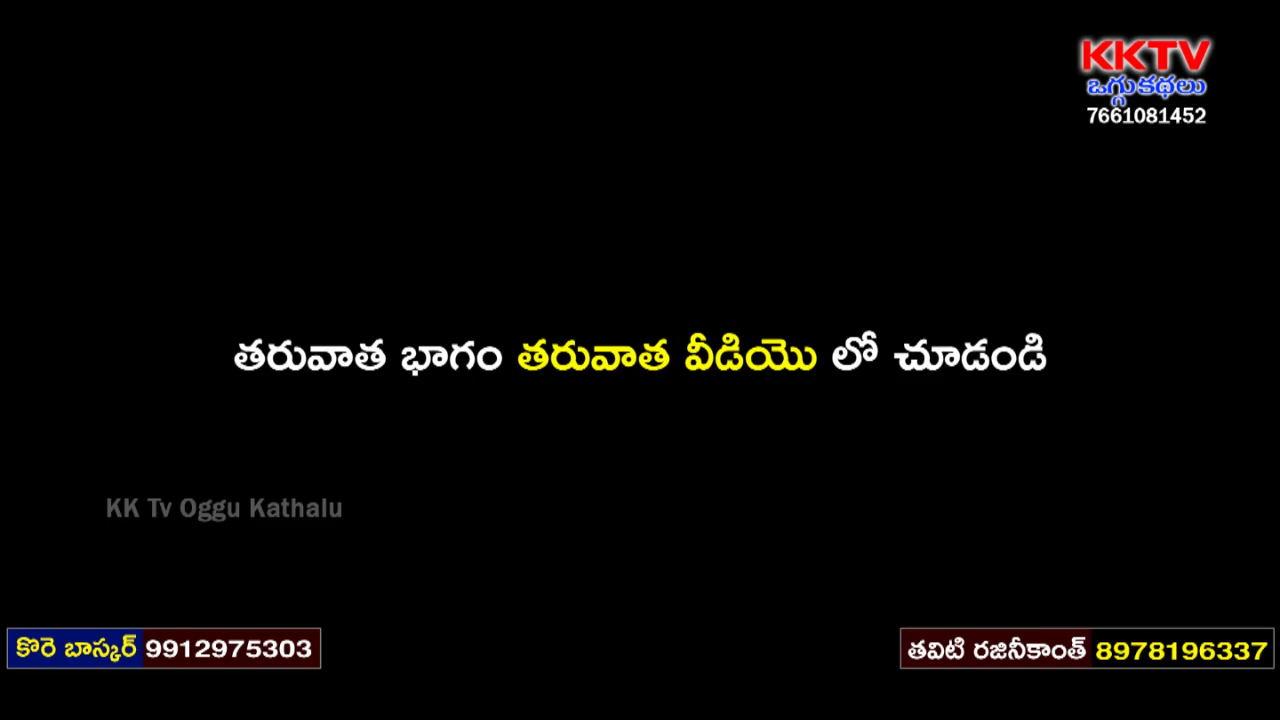 KKTV
ఒగ్గుకథలు
7661081452
తరువాత భాగం తరువాత వీడియొ లో చూడండి
KK Tv Oggu Kathalu
కొరె బాస్కర్ 9912975303
తవిటి రజినీకాంత్ 8978196337